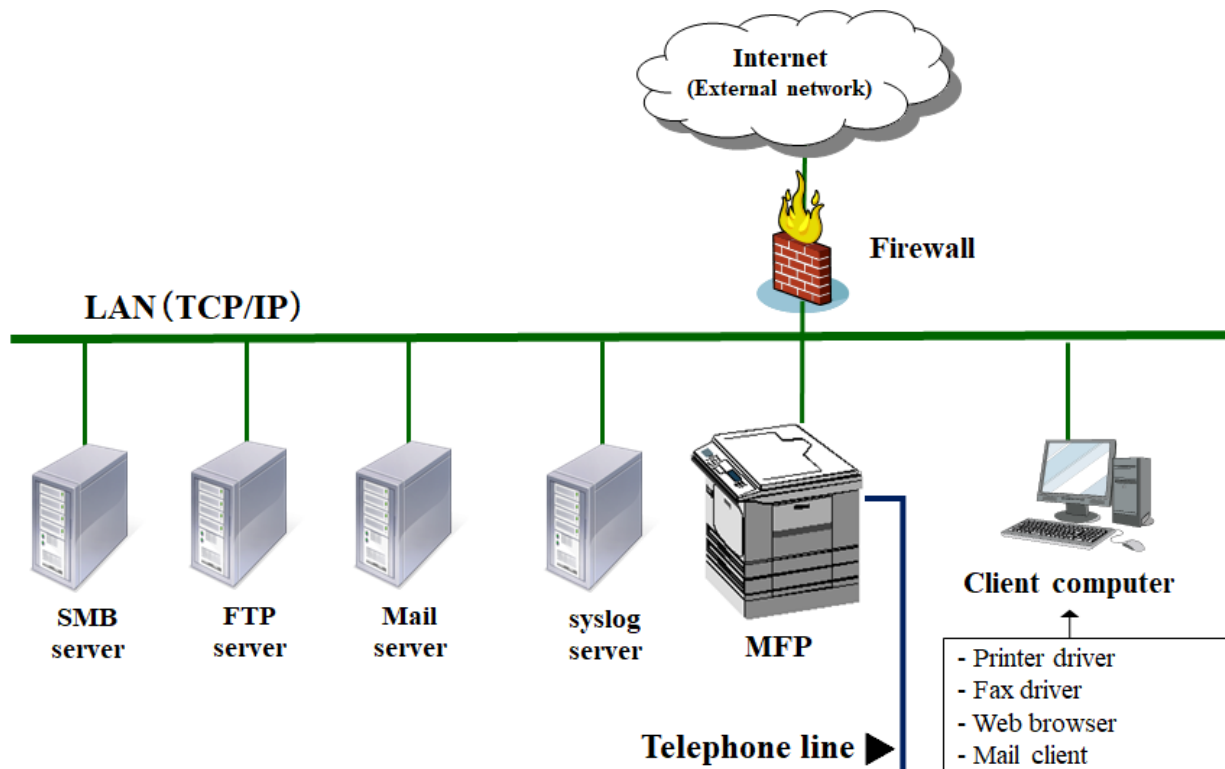 Internet
(External network)
Firewall
LAN（TCP/IP）
SMB
server
FTP
server
Mail
server
syslog
server
MFP
Client computer
- Printer driver
- Fax driver
- Web browser
- Mail client
Telephone line